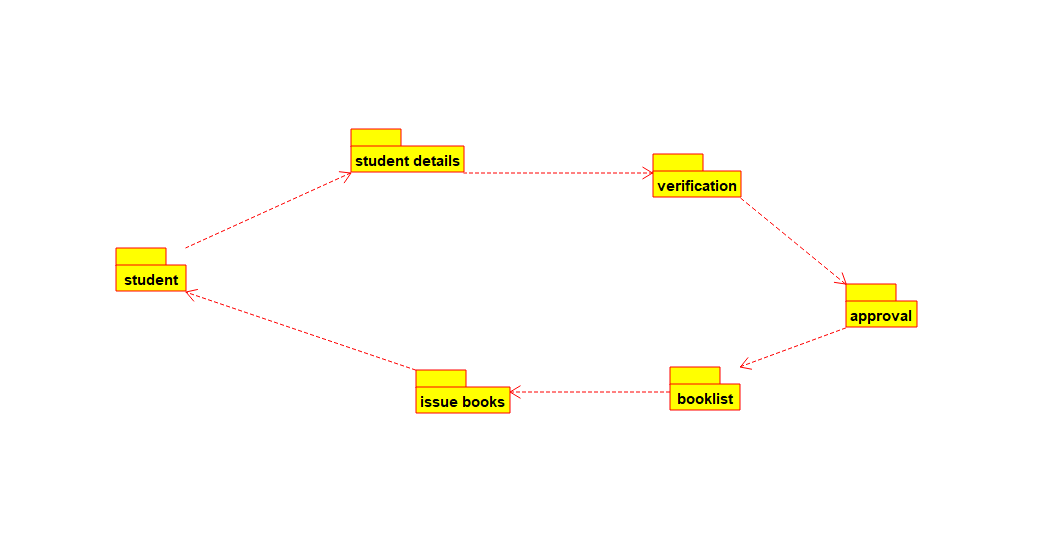 student details
verification
student
approval
issue books
booklist